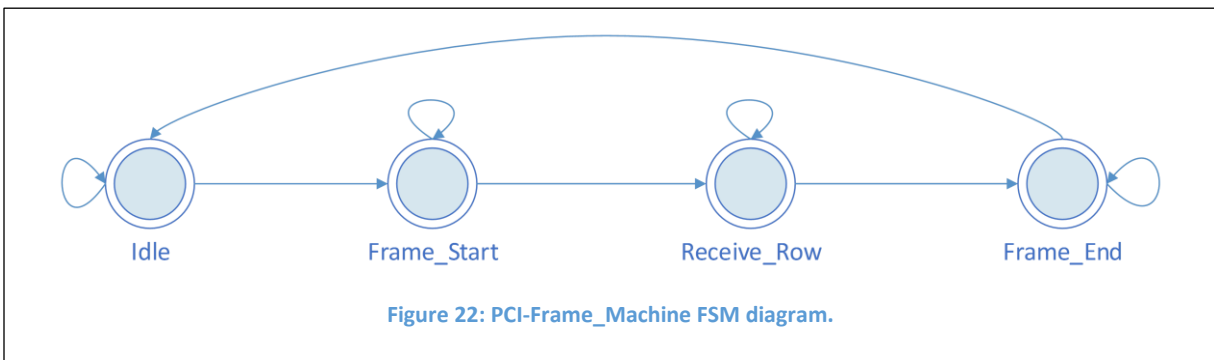 Idle
Frame_Start
Receive_Row
Frame_End
Figure 22: PCI-Frame_Machine FSM diagram.